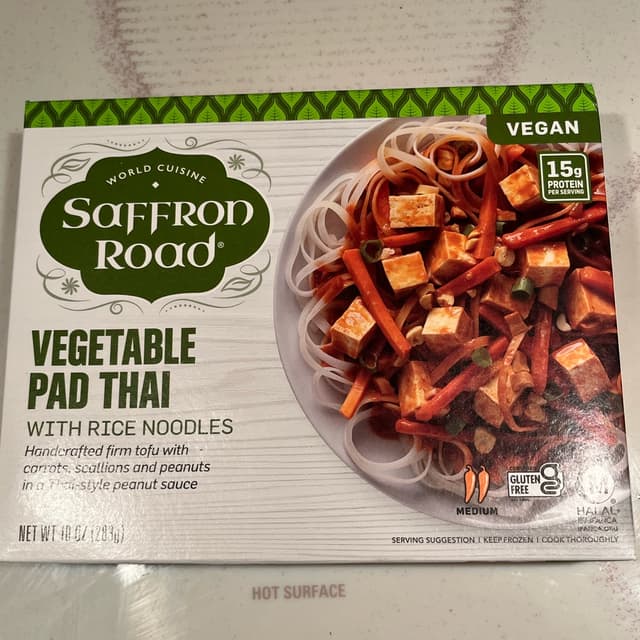 VEGAN
15g
PROTEIN
PER SERVING
WORLD CUISINE
Saffron
Road®
VEGETABLE
PAD THAI
WITH RICE NOODLES
Handcrafted firm tofu with
carrots, scallions and peanuts
in a Thai-style peanut sauce
NET WT 10 OZ (283g)
MEDIUM
GLUTEN
FREE
M
HALAL
SERVING SUGGESTION | KEEP FROZEN | COOK THOROUGHLY
HOT SURFACE